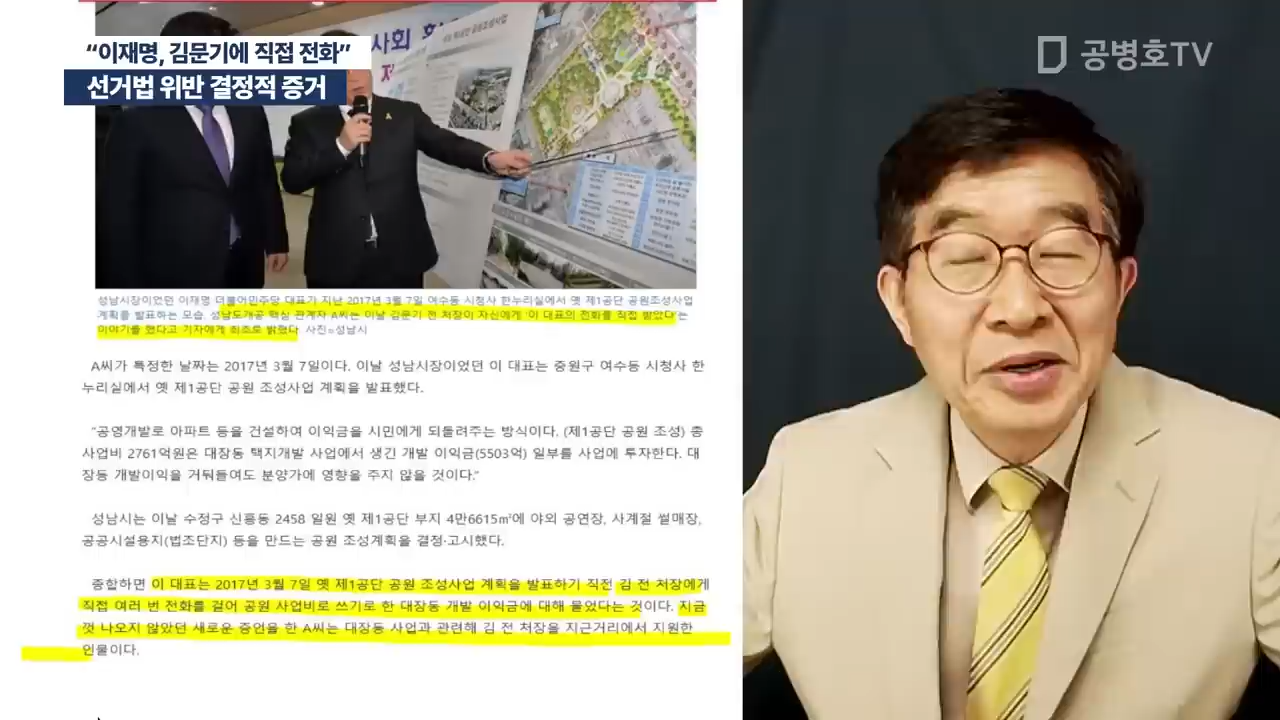 “이재명, 김문기에 직접 전화”
선거법 위반 결정적 증거
공병호TV
성남시장이었던 이재명 더불어민주당 대표가 지난 2017년 3월 7일 여수동 시청사 한누리실에서 옛 제1공단 공원조성사업
계획을 발표하는 모습. 성남도개공 핵심 관계자 A씨는 이날 김문기 전 처장이 자신에게 ‘이 대표의 전화를 직접 받았다’는
이야기를 했다고 기자에게 최초로 밝혔다. 사진=성남시
A씨가 특정한 날짜는 2017년 3월 7일이다. 이날 성남시장이었던 이 대표는 중원구 여수동 시청사 한
누리실에서 옛 제1공단 공원 조성사업 계획을 발표했다.
“공영개발로 아파트 등을 건설하여 이익금을 시민에게 되돌려주는 방식이다. (제1공단 공원 조성) 총
사업비 2761억원은 대장동 택지개발 사업에서 생긴 개발 이익금(5503억) 일부를 사업에 투자한다. 대
장동 개발이익을 거둬들여도 분양가에 영향을 주지 않을 것이다.”
성남시는 이날 수정구 신흥동 2458 일원 옛 제1공단 부지 4만6615㎡에 야외 공연장, 사계절 썰매장,
공공시설용지(법조단지) 등을 만드는 공원 조성계획을 결정·고시했다.
종합하면 이 대표는 2017년 3월 7일 옛 제1공단 공원 조성사업 계획을 발표하기 직전 김 전 처장에게
직접 여러 번 전화를 걸어 공원 사업비로 쓰기로 한 대장동 개발 이익금에 대해 물었다는 것이다. 지금
껏 나오지 않았던 새로운 증언을 한 A씨는 대장동 사업과 관련해 김 전 처장을 지근거리에서 지원한
인물이다.